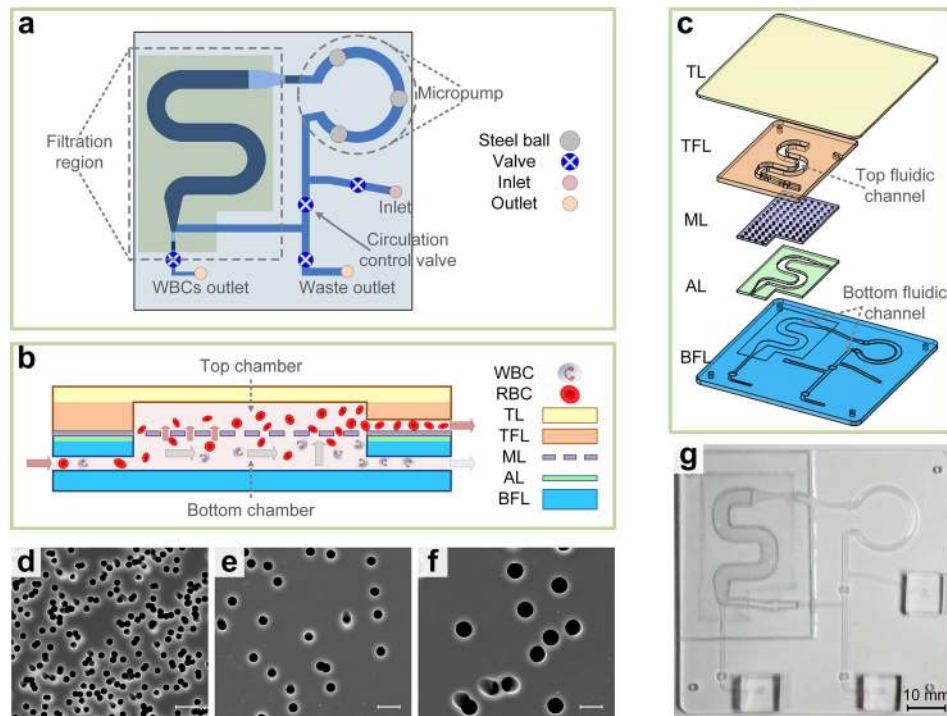 a
Filtration
region
Micropump
Steel ball
Valve
Inlet
Outlet
Inlet
Circulation
control valve
WBCs outlet
Waste outlet
b
Top chamber
Bottom chamber
WBC
RBC
TL
TFL
ML
AL
BFL
c
TL
TFL
Top fluidic
channel
ML
AL
Bottom fluidic
channel
BFL
d
e
f
g
10 mm